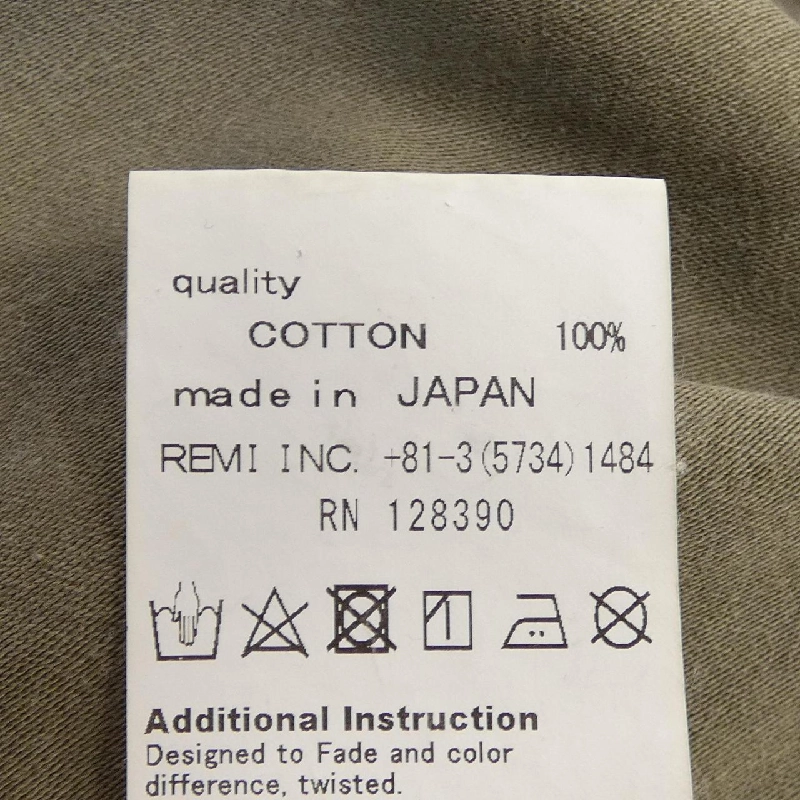 quality
COTTON 100%
made in JAPAN
REMI INC. +81-3(5734)1484
RN 128390
Additional Instruction
Designed to Fade and color
difference, twisted.